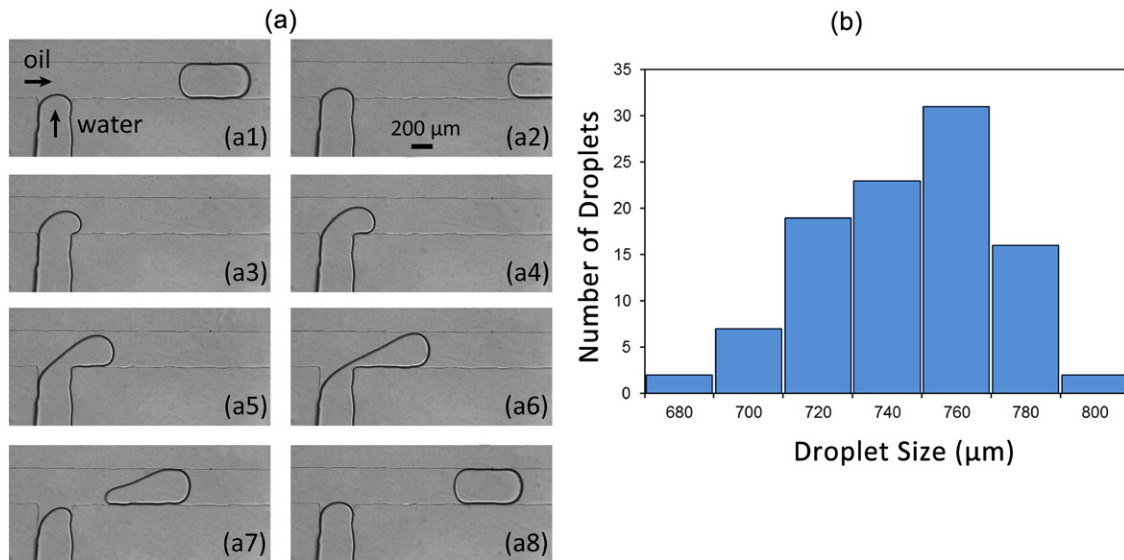 (a)
oil
water
(a1)
200 μm
(a2)
(a3)
(a4)
(a5)
(a6)
(a7)
(a8)
(b)
Number of Droplets
35
30
25
20
15
10
5
0
680 700 720 740 760 780 800
Droplet Size (μm)